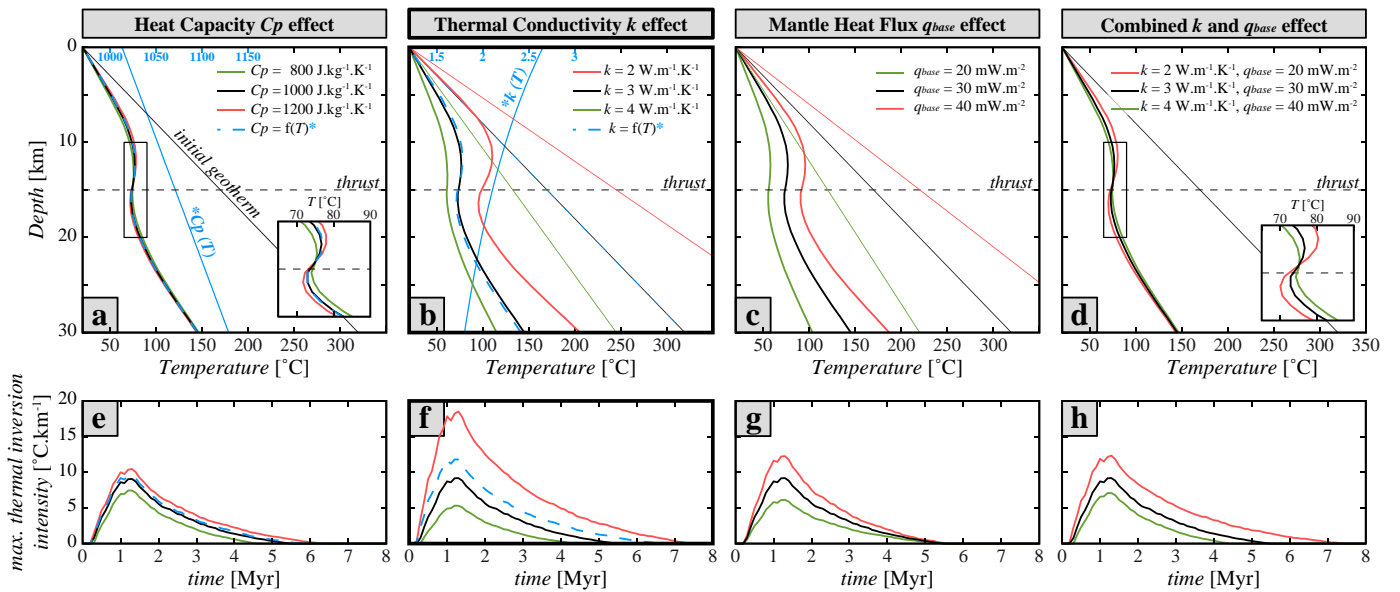 Heat Capacity Cp effect
Thermal Conductivity k effect
Mantle Heat Flux qbase effect
Combined k and qbase effect
0
10
20
30
Depth [km]
1000 1050 1100 1150
Cp = 800 J.kg-1.K-1
Cp = 1000 J.kg-1.K-1
Cp = 1200 J.kg-1.K-1
Cp = f(T)*
initial geotherm
thrust
*Cp (T)
T [˚C]
70 80 90
a
50 100 150 200 250 300
Temperature [˚C]
1.5 2 2.5 3
*k (T)
k = 2 W.m-1.K-1
k = 3 W.m-1.K-1
k = 4 W.m-1.K-1
k = f(T)*
b
50 100 150 200 250 300
Temperature [˚C]
qbase = 20 mW.m-2
qbase = 30 mW.m-2
qbase = 40 mW.m-2
thrust
c
50 100 150 200 250 300
Temperature [˚C]
k = 2 W.m-1.K-1, qbase = 20 mW.m-2
k = 3 W.m-1.K-1, qbase = 30 mW.m-2
k = 4 W.m-1.K-1, qbase = 40 mW.m-2
thrust
T [˚C]
70 80 90
d
50 100 150 200 250 300 350
Temperature [˚C]
max. thermal inversion
intensity [˚C.km-1]
20
15
10
5
0
e
0 1 2 3 4 5 6 7 8
time [Myr]
f
0 1 2 3 4 5 6 7 8
time [Myr]
g
0 1 2 3 4 5 6 7 8
time [Myr]
h
0 1 2 3 4 5 6 7 8
time [Myr]